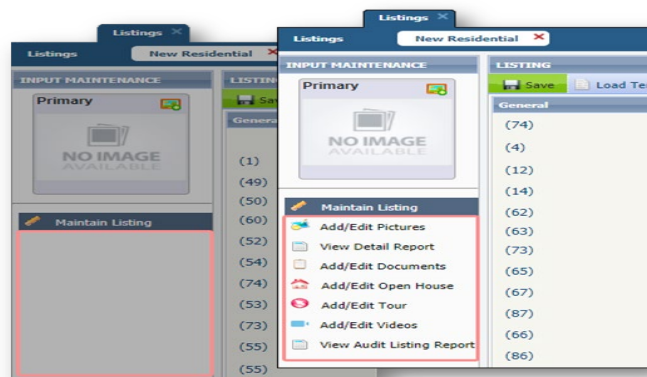 Listings ×
Listings
New Residential ×
INPUT MAINTENANCE
LISTIN
Primary
Sa
Genera
NO IMAGE
AVAILABLE
(1)
(49)
(50)
Maintain Listing
(60)
(52)
(54)
(74)
(53)
(73)
(55)
(55)
Listings ×
Listings
New Residential ×
INPUT MAINTENANCE
LISTING
Primary
Save
Load Te
General
NO IMAGE
AVAILABLE
(74)
(4)
(12)
(14)
Maintain Listing
(62)
Add/Edit Pictures
(63)
View Detail Report
(73)
Add/Edit Documents
(65)
Add/Edit Open House
(67)
Add/Edit Tour
(87)
Add/Edit Videos
(66)
View Audit Listing Report
(86)